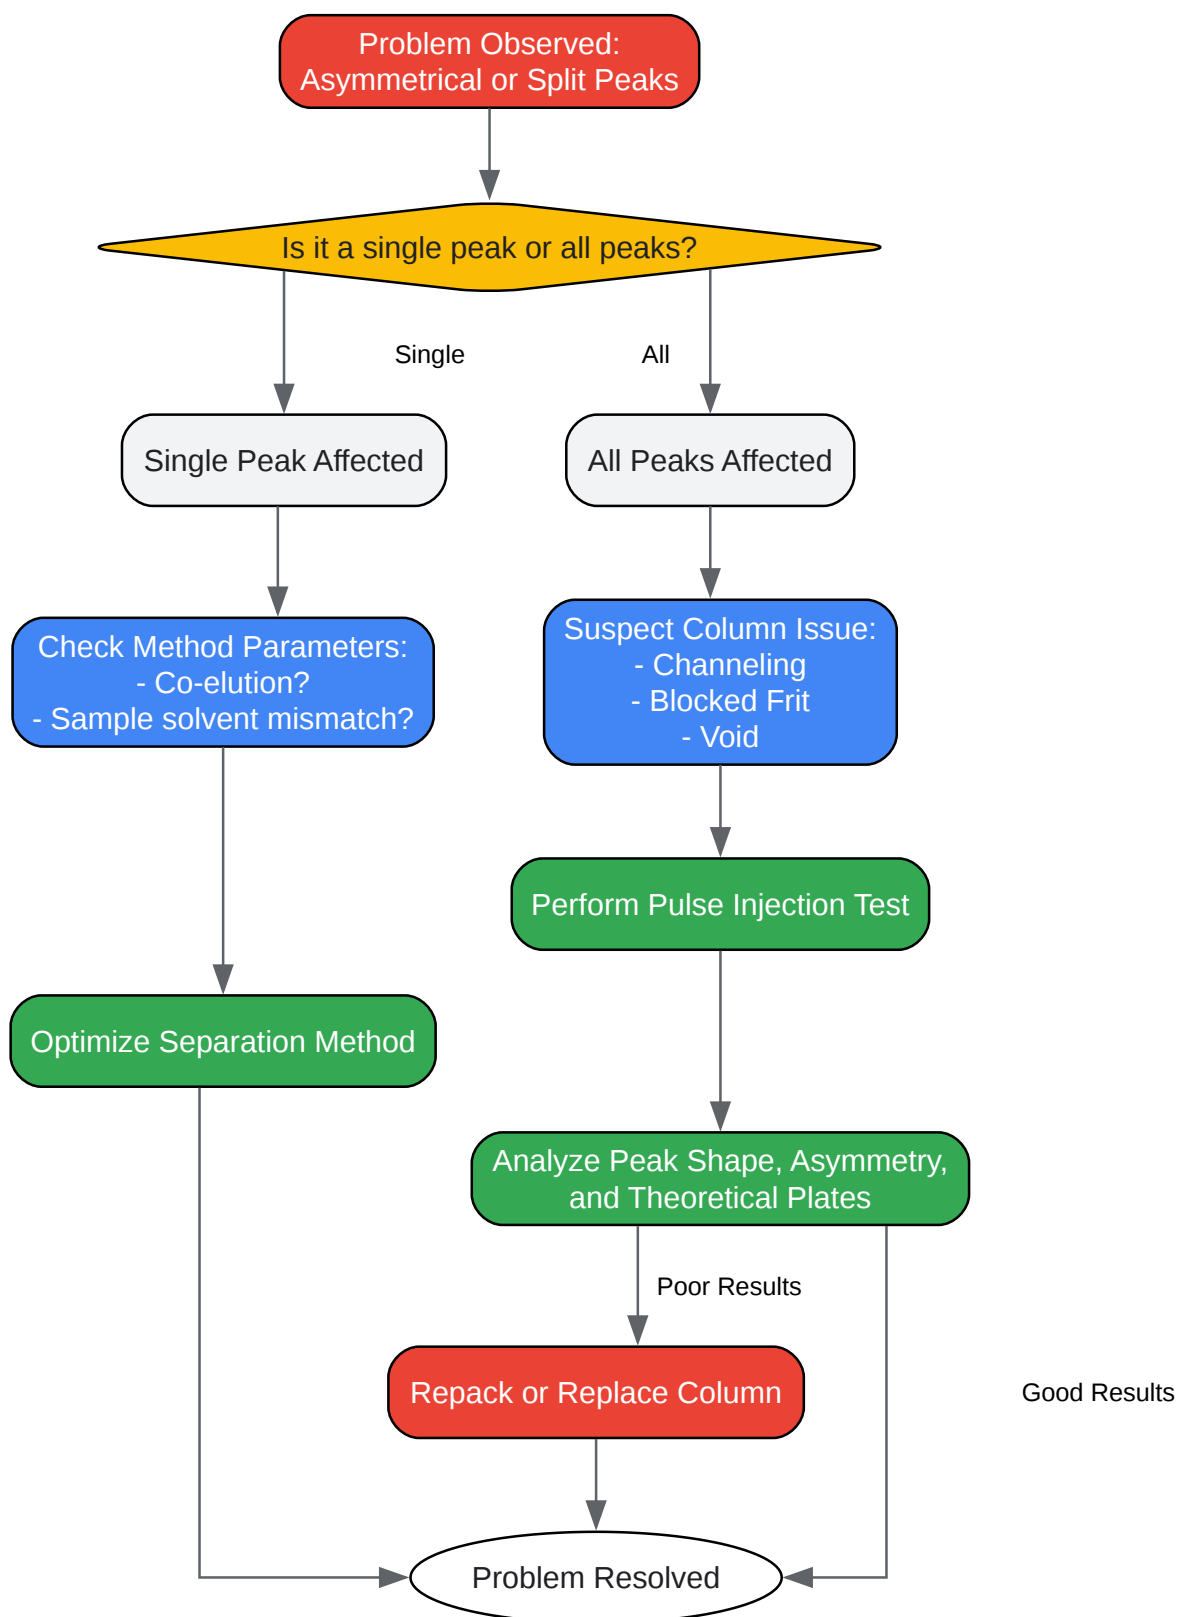 Problem Observed:
Asymmetrical or Split Peaks
Is it a single peak or all peaks?
Single
All
Single Peak Affected
All Peaks Affected
Check Method Parameters:
- Co-elution?
- Sample solvent mismatch?
Suspect Column Issue:
- Channeling
- Blocked Frit
- Void
Perform Pulse Injection Test
Optimize Separation Method
Analyze Peak Shape, Asymmetry,
and Theoretical Plates
Poor Results
Repack or Replace Column
Good Results
Problem Resolved